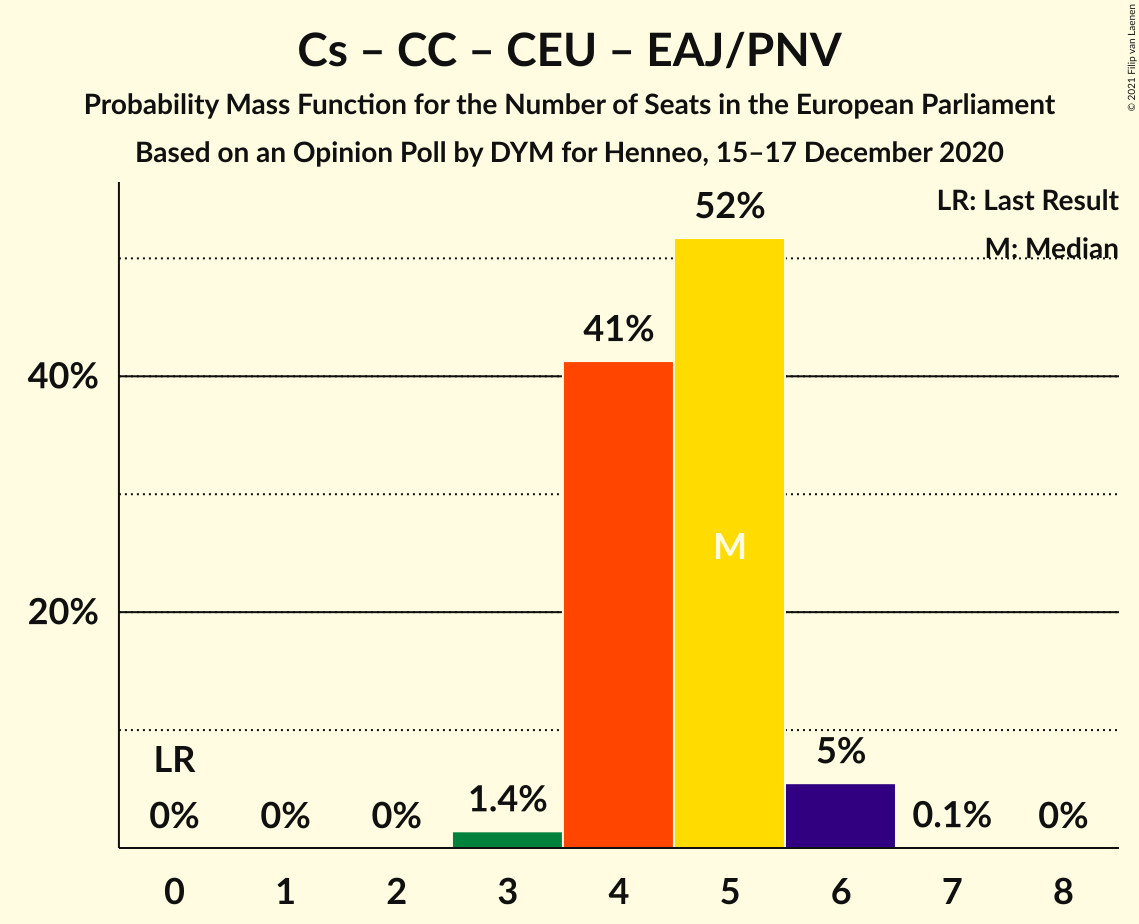 Cs – CC – CEU – EAJ/PNV
Probability Mass Function for the Number of Seats in the European Parliament
Based on an Opinion Poll by DYM for Henneo, 15–17 December 2020
© 2021 Filip van Laenen
LR: Last Result
M: Median
52%
41%
40%
M
20%
LR
5%
1.4%
0% 0% 0% 0.1% 0%
0 1 2 3 4 5 6 7 8